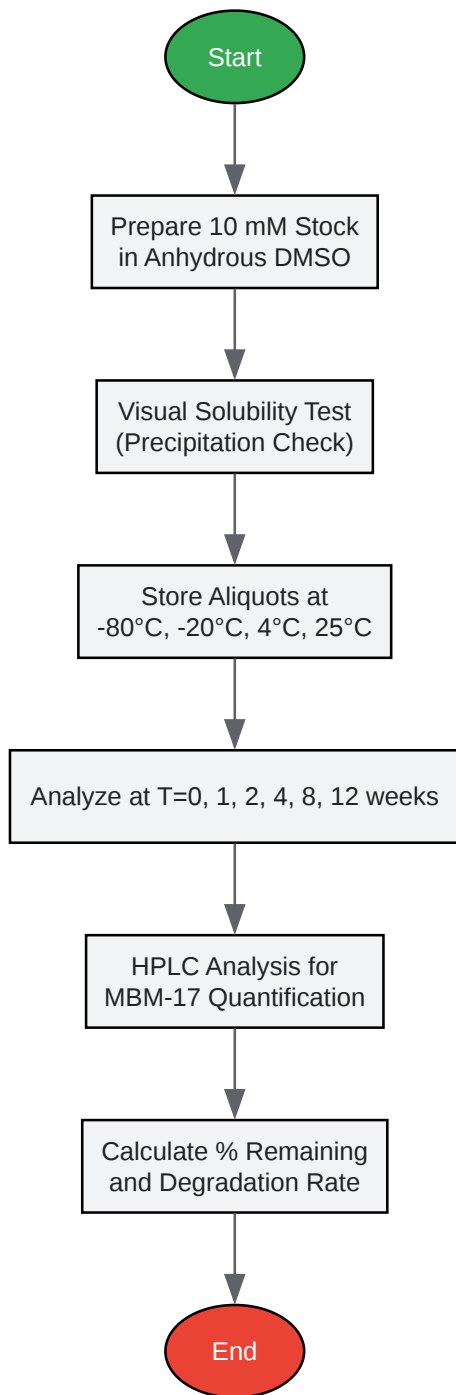 Start
Prepare 10 mM Stock
in Anhydrous DMSO
Visual Solubility Test
(Precipitation Check)
Store Aliquots at
-80°C, -20°C, 4°C, 25°C
Analyze at T=0, 1, 2, 4, 8, 12 weeks
HPLC Analysis for
MBM-17 Quantification
Calculate % Remaining
and Degradation Rate
End